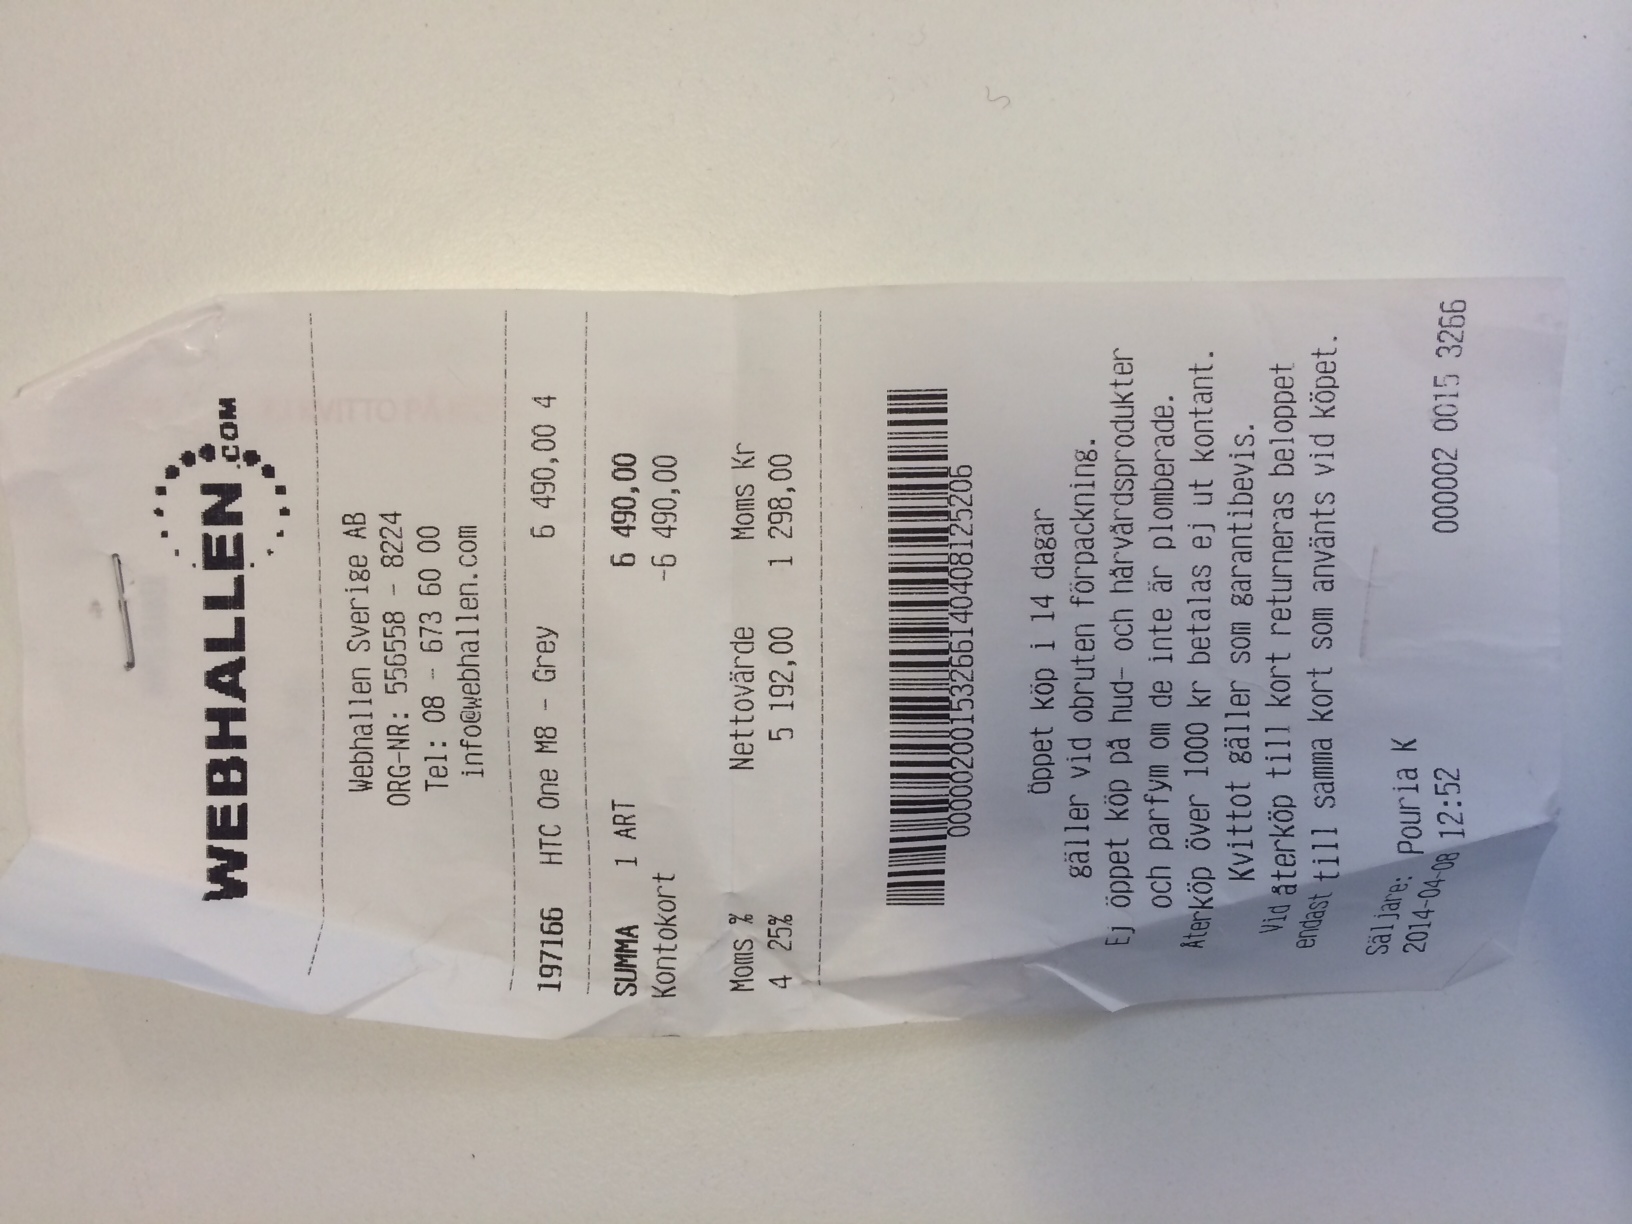 WEBHALLEN.COM
Webhallen Sverige AB
ORG-NR: 556558 - 8224
Tel: 08 - 673 60 00
info@webhallen.com
197166 HTC One M8 - Grey 6 490,00 4
SUMMA 1 ART 6 490,00
Kontokort -6 490,00
Moms % Nettovärde Moms Kr
4 25% 5 192,00 1 298,00
00000200153266140408125206
Öppet köp i 14 dagar
gäller vid obruten förpackning.
Ej öppet köp på hud- och hårvårdsprodukter
och parfym om de inte är plomberade.
Återköp över 1000 kr betalas ej ut kontant.
Kvittot gäller som garantibevis.
Vid återköp till kort returneras beloppet
endast till samma kort som använts vid köpet.
Säljare: Pouria K
2014-04-08 12:52 000002 0015 3266